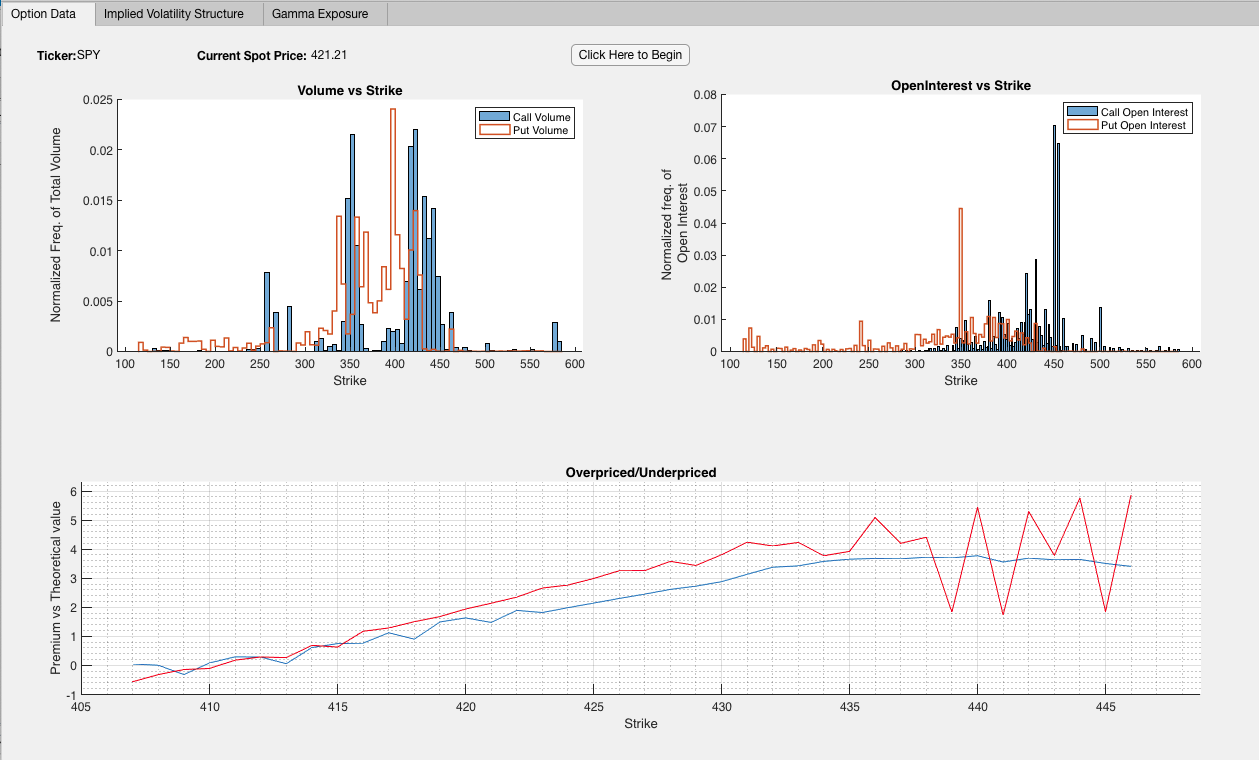 Option Data
Implied Volatility Structure
Gamma Exposure
Ticker:SPY
Current Spot Price: 421.21
Click Here to Begin
Volume vs Strike
Call Volume
Put Volume
Normalized Freq. of Total Volume
0.025
0.02
0.015
0.01
0.005
0
100 150 200 250 300 350 400 450 500 550 600
Strike
OpenInterest vs Strike
Call Open Interest
Put Open Interest
Normalized freq. of
Open Interest
0.08
0.07
0.06
0.05
0.04
0.03
0.02
0.01
0
100 150 200 250 300 350 400 450 500 550 600
Strike
Overpriced/Underpriced
Premium vs Theoretical value
6
5
4
3
2
1
0
-1
405 410 415 420 425 430 435 440 445
Strike